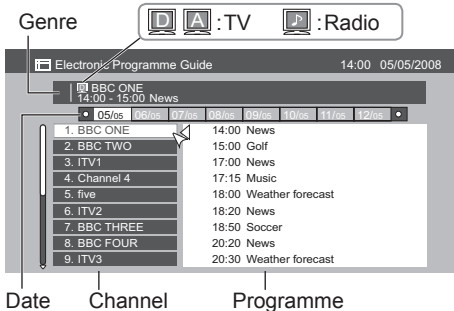 Genre
D A :TV ♪ :Radio
Electronic Programme Guide 14:00 05/05/2008
BBC ONE
14:00 - 15:00 News
05/05 06/05 07/05 08/05 09/05 10/05 11/05 12/05
1. BBC ONE 14:00 News
2. BBC TWO 15:00 Golf
3. ITV1 17:00 News
4. Channel 4 17:15 Music
5. five 18:00 Weather forecast
6. ITV2 18:20 News
7. BBC THREE 18:50 Soccer
8. BBC FOUR 20:20 News
9. ITV3 20:30 Weather forecast
Date Channel Programme